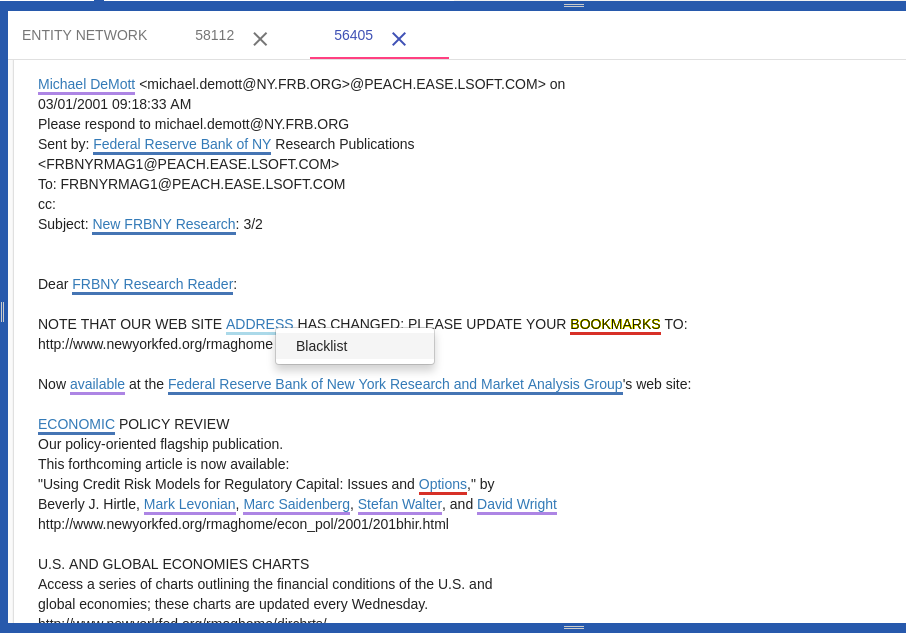 ENTITY NETWORK 58112 56405
Michael DeMott <michael.demott@NY.FRB.ORG>@PEACH.EASE.LSOFT.COM> on
03/01/2001 09:18:33 AM
Please respond to michael.demott@NY.FRB.ORG
Sent by: Federal Reserve Bank of NY Research Publications
<FRBNYRMAG1@PEACH.EASE.LSOFT.COM>
To: FRBNYRMAG1@PEACH.EASE.LSOFT.COM
cc:
Subject: New FRBNY Research: 3/2
Dear FRBNY Research Reader:
NOTE THAT OUR WEB SITE ADDRESS HAS CHANGED; PLEASE UPDATE YOUR BOOKMARKS TO:
http://www.newyorkfed.org/rmaghome
Blacklist
Now available at the Federal Reserve Bank of New York Research and Market Analysis Group's web site:
ECONOMIC POLICY REVIEW
Our policy-oriented flagship publication.
This forthcoming article is now available:
"Using Credit Risk Models for Regulatory Capital: Issues and Options," by
Beverly J. Hirtle, Mark Levonian, Marc Saidenberg, Stefan Walter, and David Wright
http://www.newyorkfed.org/rmaghome/econ_pol/2001/201bhir.html
U.S. AND GLOBAL ECONOMIES CHARTS
Access a series of charts outlining the financial conditions of the U.S. and
global economies; these charts are updated every Wednesday.
http://www.newyorkfed.org/rmaghome/dirchrts/